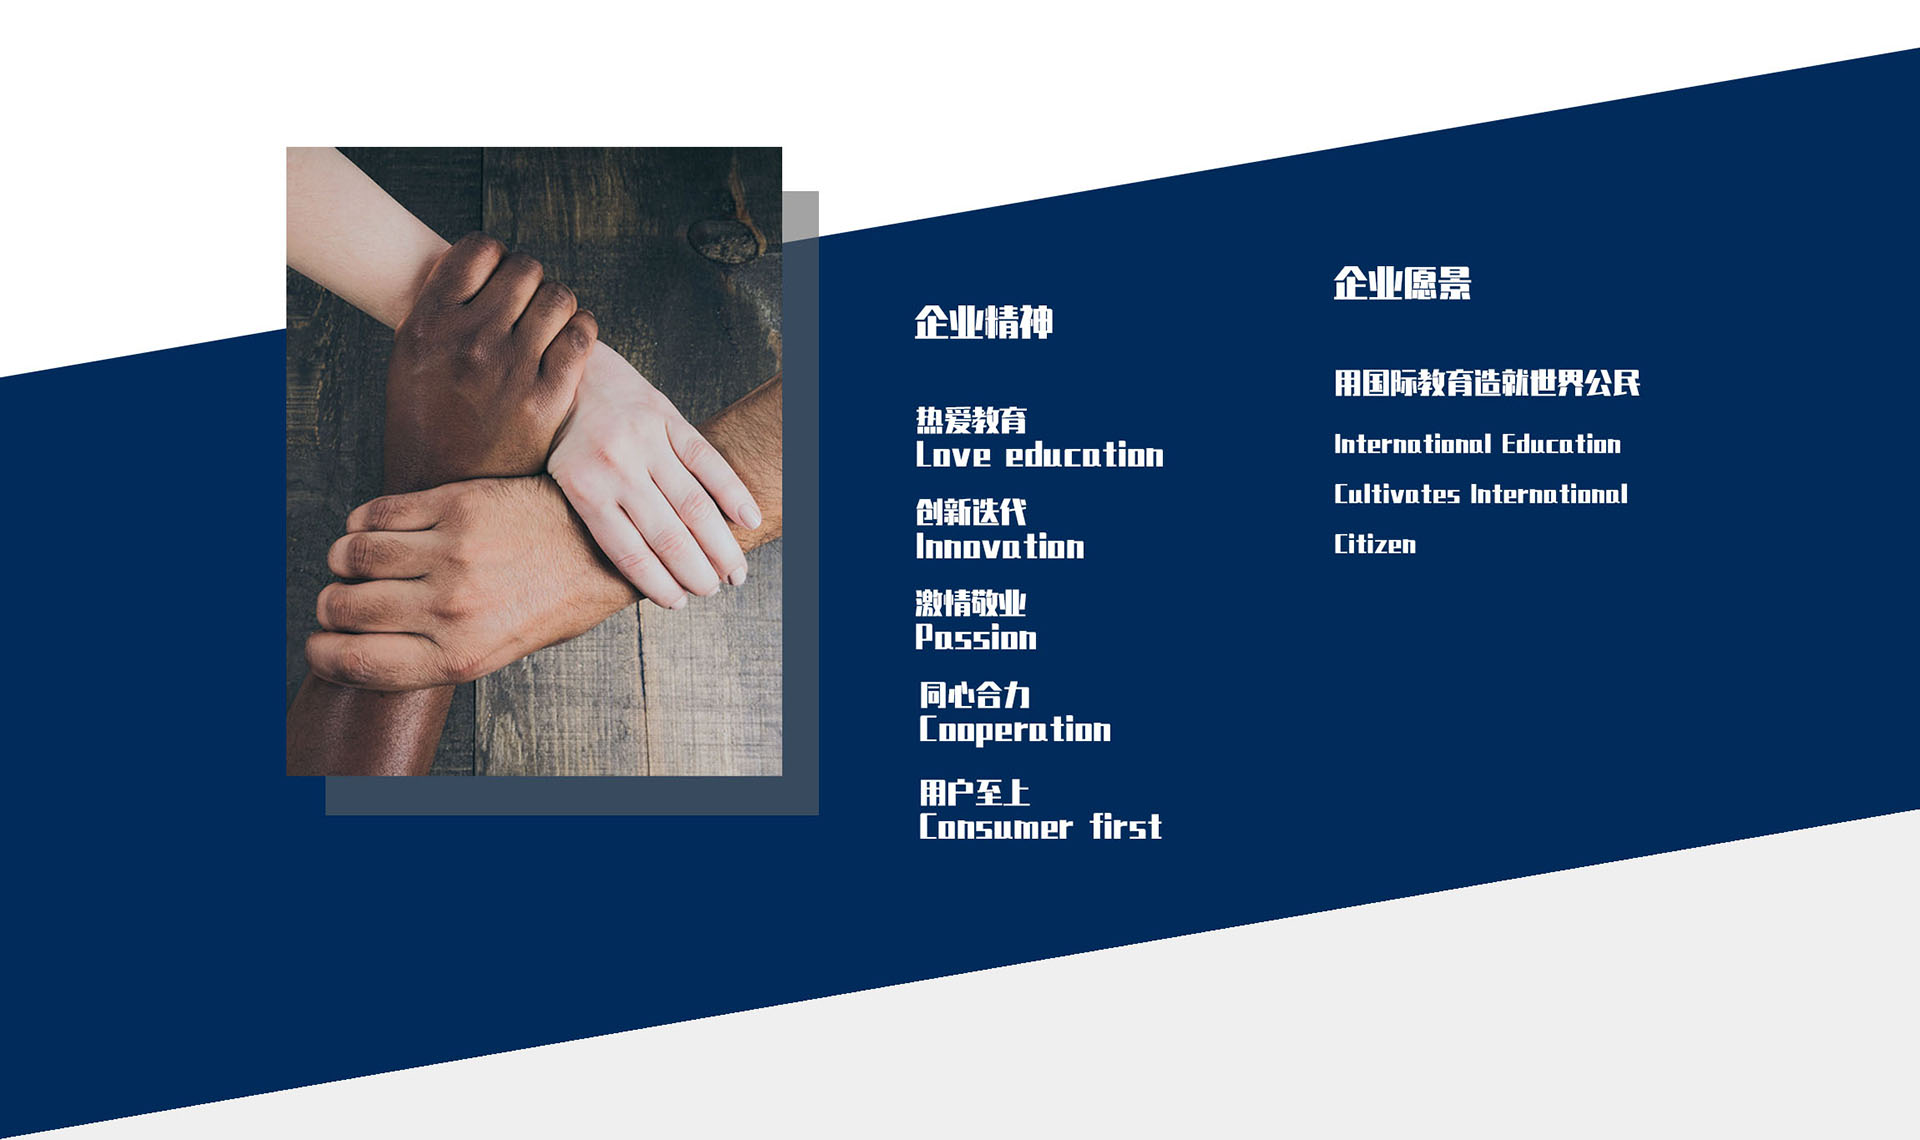 企业精神
热爱教育
Love education
创新迭代
Innovation
激情敬业
Passion
同心合力
Cooperation
用户至上
Consumer first
企业愿景
用国际教育造就世界公民
International Education
Cultivates International
Citizen